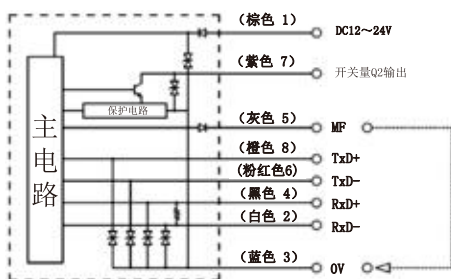 （棕色 1） DC12～24V
（紫色 7） 开关量Q2输出
保护电路
（灰色 5） MF
主电路
（橙色 8） TxD+
（粉红色6） TxD-
（黑色 4） RxD+
（白色 2） RxD-
（蓝色 3） 0V